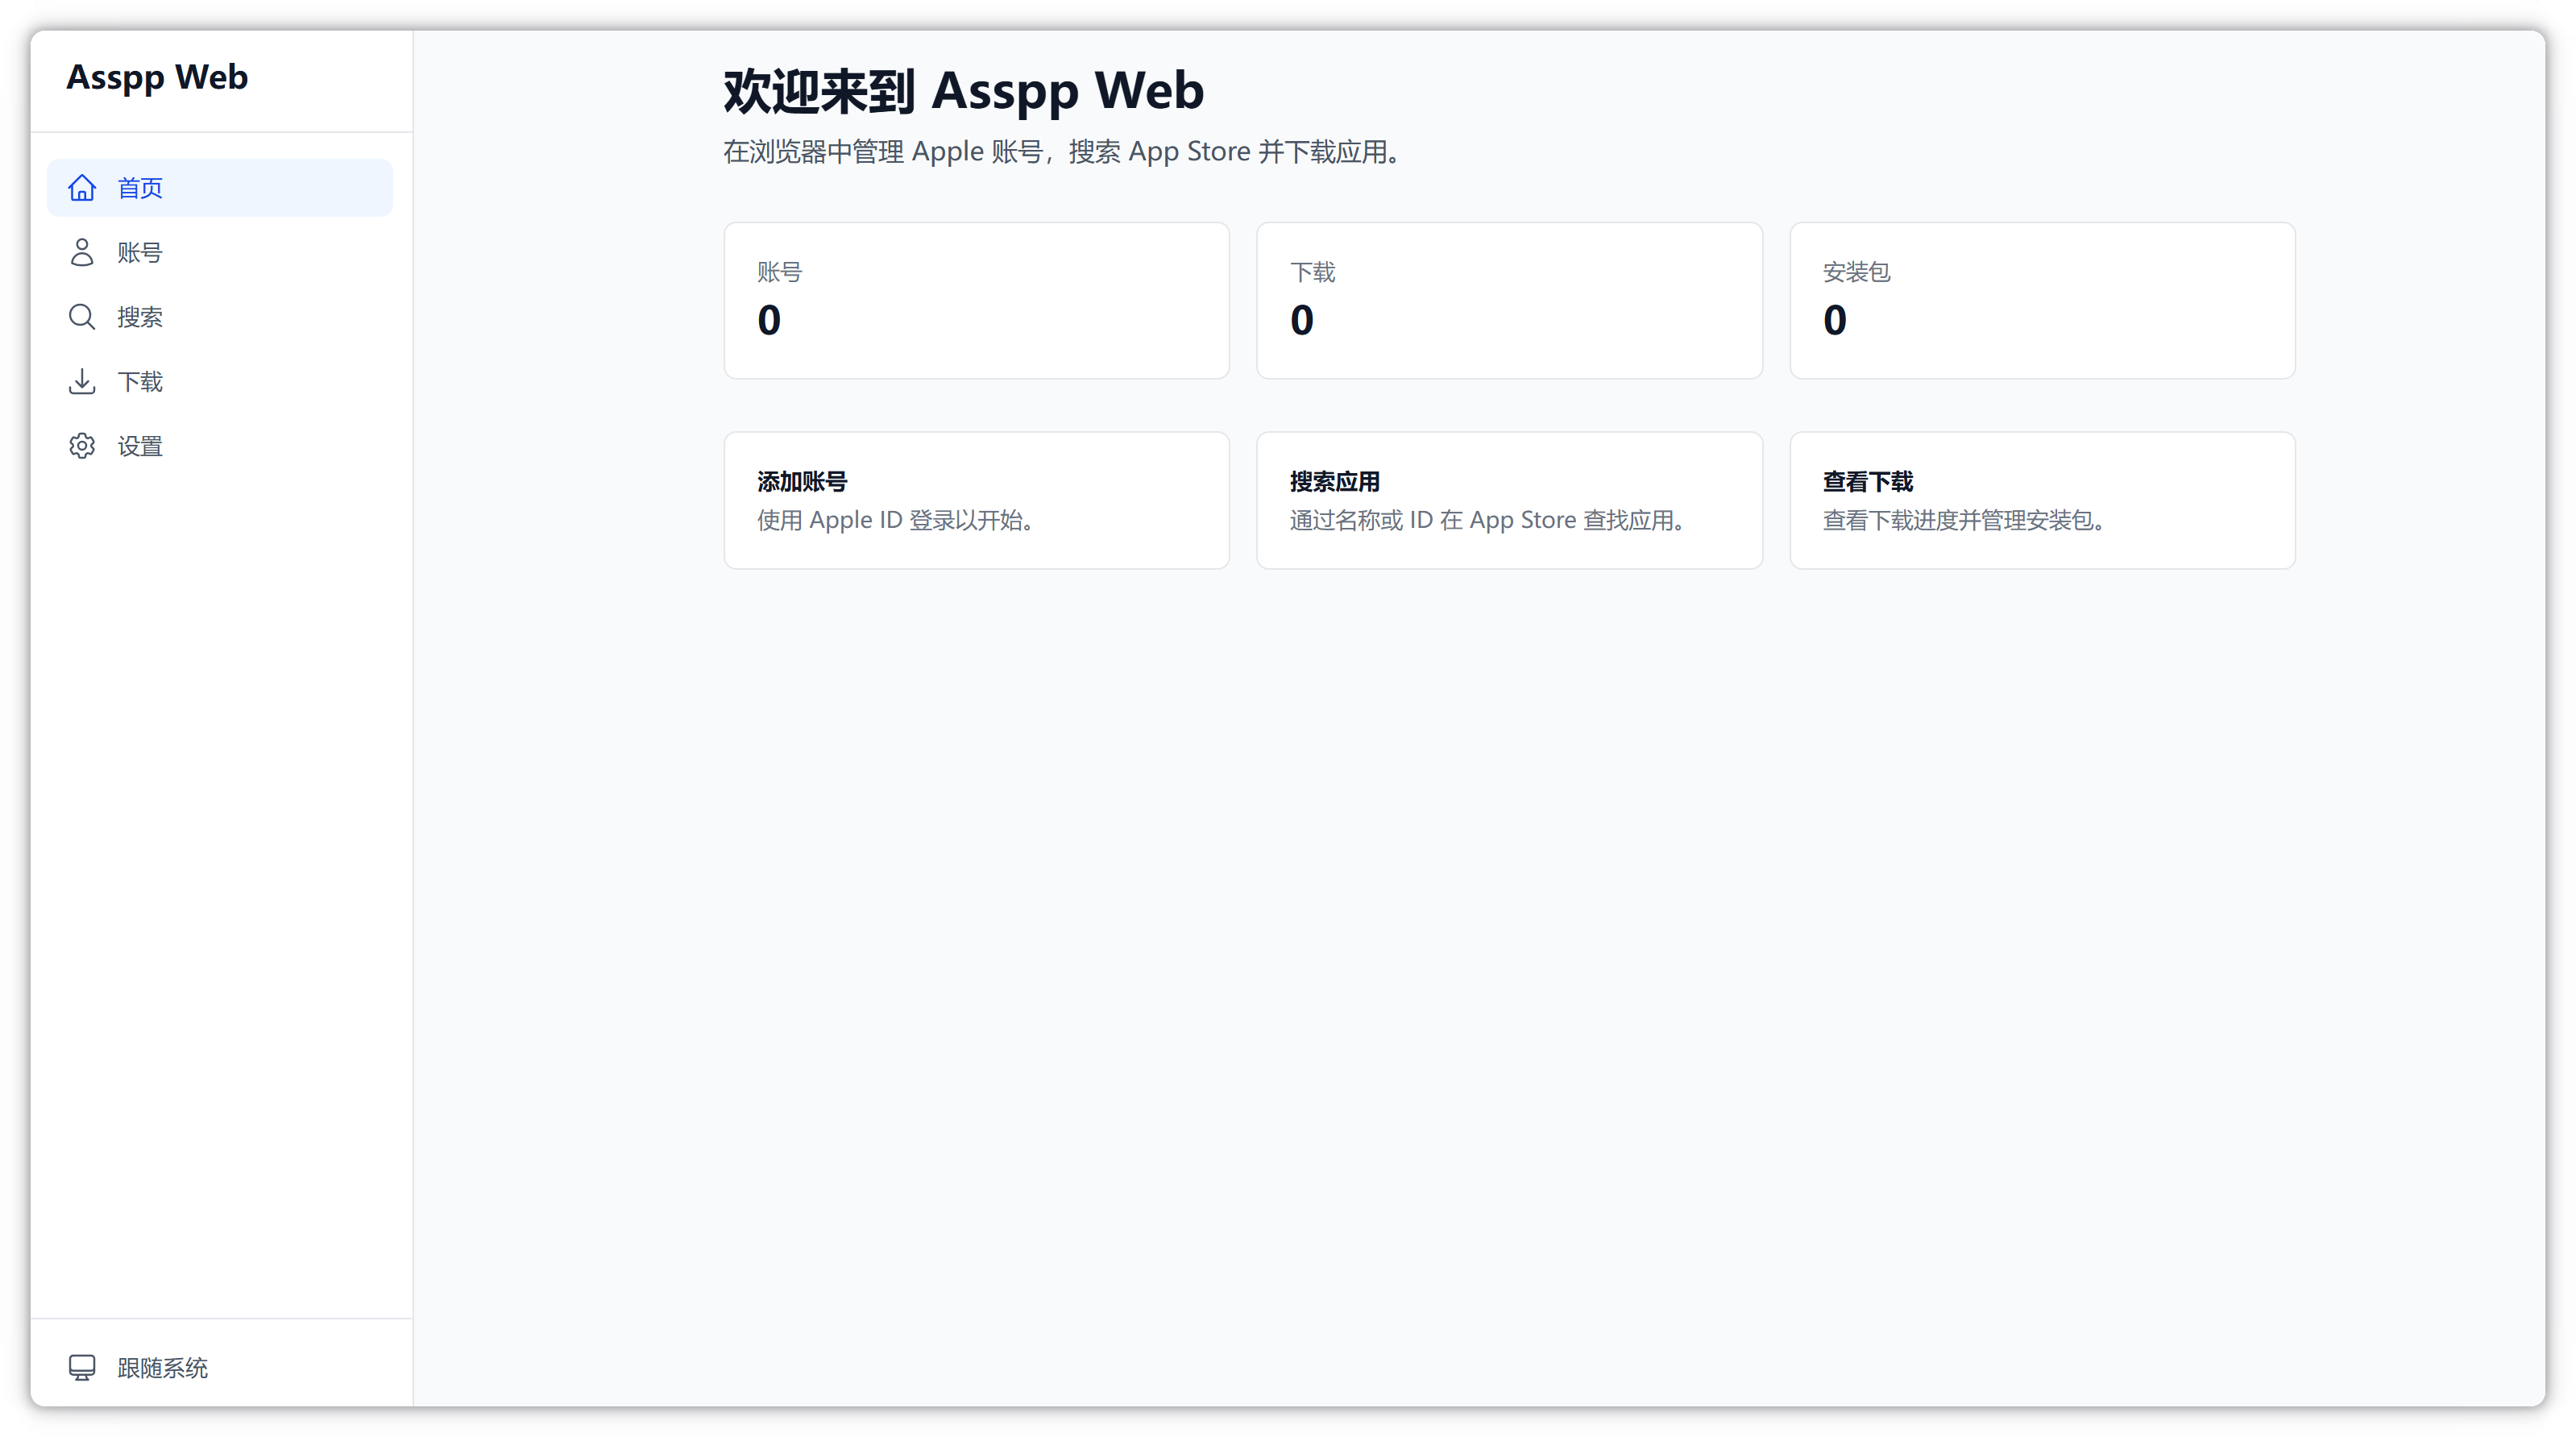 Asspp Web
首页
账号
搜索
下载
设置
跟随系统
欢迎来到 Asspp Web
在浏览器中管理 Apple 账号，搜索 App Store 并下载应用。
账号
0
下载
0
安装包
0
添加账号
使用 Apple ID 登录以开始。
搜索应用
通过名称或 ID 在 App Store 查找应用。
查看下载
查看下载进度并管理安装包。